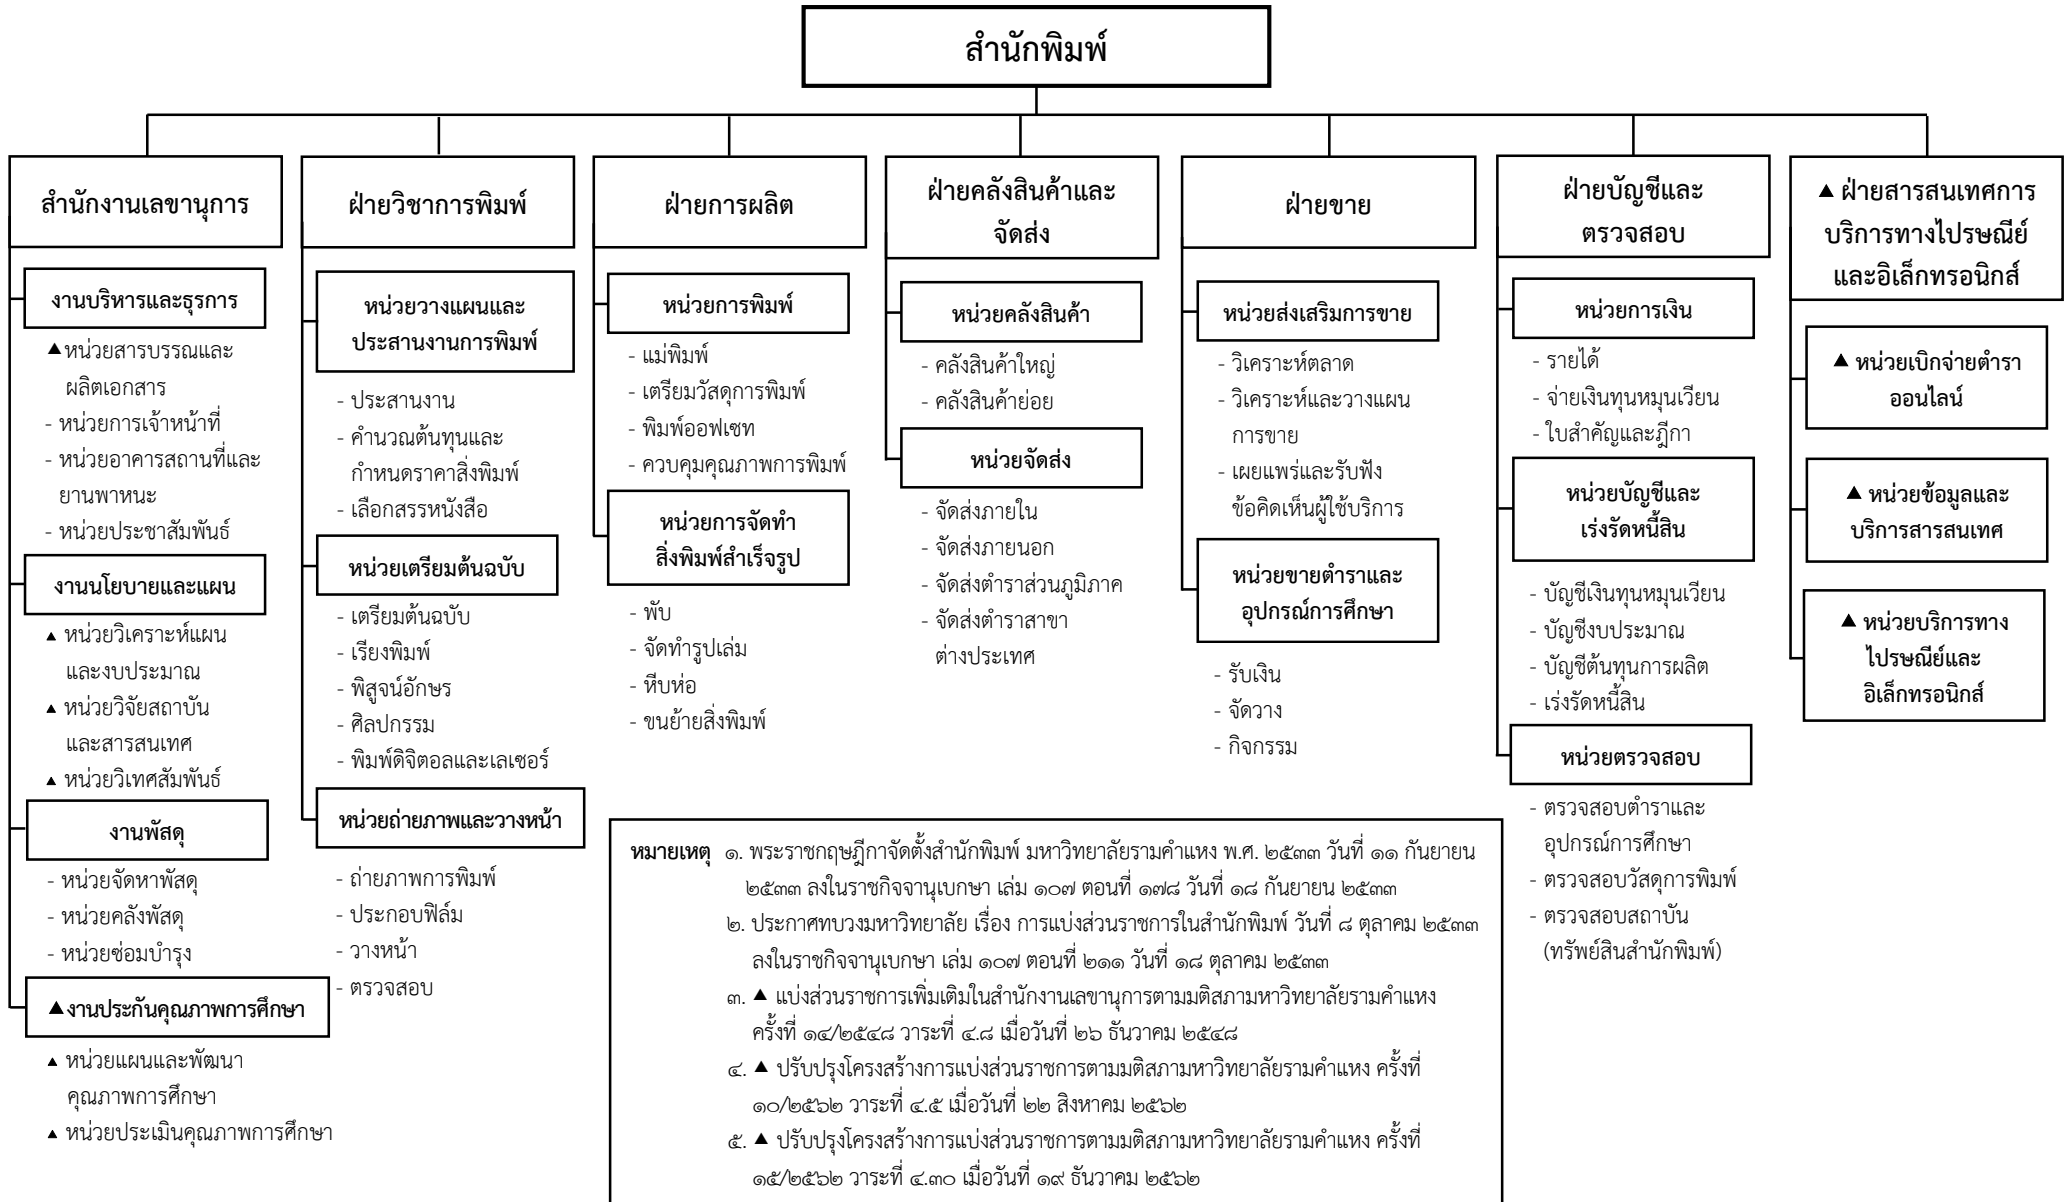 สำนักพิมพ์
สำนักงานเลขานุการ
งานบริหารและธุรการ
▲หน่วยสารบรรณและ
ผลิตเอกสาร
- หน่วยการเจ้าหน้าที่
- หน่วยอาคารสถานที่และ
ยานพาหนะ
- หน่วยประชาสัมพันธ์
งานนโยบายและแผน
▲ หน่วยวิเคราะห์แผน
และงบประมาณ
▲ หน่วยวิจัยสถาบัน
และสารสนเทศ
▲ หน่วยวิเทศสัมพันธ์
งานพัสดุ
- หน่วยจัดหาพัสดุ
- หน่วยคลังพัสดุ
- หน่วยซ่อมบำรุง
▲งานประกันคุณภาพการศึกษา
▲ หน่วยแผนและพัฒนา
คุณภาพการศึกษา
▲ หน่วยประเมินคุณภาพการศึกษา
ฝ่ายวิชาการพิมพ์
หน่วยวางแผนและ
ประสานงานการพิมพ์
- ประสานงาน
- คำนวณต้นทุนและ
กำหนดราคาสิ่งพิมพ์
- เลือกสรรหนังสือ
หน่วยเตรียมต้นฉบับ
- เตรียมต้นฉบับ
- เรียงพิมพ์
- พิสูจน์อักษร
- ศิลปกรรม
- พิมพ์ดิจิตอลและเลเซอร์
หน่วยถ่ายภาพและวางหน้า
- ถ่ายภาพการพิมพ์
- ประกอบฟิล์ม
- วางหน้า
- ตรวจสอบ
ฝ่ายการผลิต
หน่วยการพิมพ์
- แม่พิมพ์
- เตรียมวัสดุการพิมพ์
- พิมพ์ออฟเซท
- ควบคุมคุณภาพการพิมพ์
หน่วยการจัดทำ
สิ่งพิมพ์สำเร็จรูป
- พับ
- จัดทำรูปเล่ม
- หีบห่อ
- ขนย้ายสิ่งพิมพ์
ฝ่ายคลังสินค้าและ
จัดส่ง
หน่วยคลังสินค้า
- คลังสินค้าใหญ่
- คลังสินค้าย่อย
หน่วยจัดส่ง
- จัดส่งภายใน
- จัดส่งภายนอก
- จัดส่งตำราส่วนภูมิภาค
- จัดส่งตำราสาขา
ต่างประเทศ
ฝ่ายขาย
หน่วยส่งเสริมการขาย
- วิเคราะห์ตลาด
- วิเคราะห์และวางแผน
การขาย
- เผยแพร่และรับฟัง
ข้อคิดเห็นผู้ใช้บริการ
หน่วยขายตำราและ
อุปกรณ์การศึกษา
- รับเงิน
- จัดวาง
- กิจกรรม
ฝ่ายบัญชีและ
ตรวจสอบ
หน่วยการเงิน
- รายได้
- จ่ายเงินทุนหมุนเวียน
- ใบสำคัญและฎีกา
หน่วยบัญชีและ
เร่งรัดหนี้สิน
- บัญชีเงินทุนหมุนเวียน
- บัญชีงบประมาณ
- บัญชีต้นทุนการผลิต
- เร่งรัดหนี้สิน
หน่วยตรวจสอบ
- ตรวจสอบตำราและ
อุปกรณ์การศึกษา
- ตรวจสอบวัสดุการพิมพ์
- ตรวจสอบสถาบัน
(ทรัพย์สินสำนักพิมพ์)
▲ ฝ่ายสารสนเทศการ
บริการทางไปรษณีย์
และอิเล็กทรอนิกส์
▲ หน่วยเบิกจ่ายตำรา
ออนไลน์
▲ หน่วยข้อมูลและ
บริการสารสนเทศ
▲ หน่วยบริการทาง
ไปรษณีย์และ
อิเล็กทรอนิกส์
หมายเหตุ ๑. พระราชกฤษฎีกาจัดตั้งสำนักพิมพ์ มหาวิทยาลัยรามคำแหง พ.ศ. ๒๕๓๓ วันที่ ๑๑ กันยายน
๒๕๓๓ ลงในราชกิจจานุเบกษา เล่ม ๑๐๗ ตอนที่ ๑๗๘ วันที่ ๑๘ กันยายน ๒๕๓๓
๒. ประกาศทบวงมหาวิทยาลัย เรื่อง การแบ่งส่วนราชการในสำนักพิมพ์ วันที่ ๘ ตุลาคม ๒๕๓๓
ลงในราชกิจจานุเบกษา เล่ม ๑๐๗ ตอนที่ ๒๑๑ วันที่ ๑๘ ตุลาคม ๒๕๓๓
๓. ▲ แบ่งส่วนราชการเพิ่มเติมในสำนักงานเลขานุการตามมติสภามหาวิทยาลัยรามคำแหง
ครั้งที่ ๑๔/๒๕๔๘ วาระที่ ๔.๘ เมื่อวันที่ ๒๖ ธันวาคม ๒๕๔๘
๔. ▲ ปรับปรุงโครงสร้างการแบ่งส่วนราชการตามมติสภามหาวิทยาลัยรามคำแหง ครั้งที่
๑๐/๒๕๖๒ วาระที่ ๔.๕ เมื่อวันที่ ๒๒ สิงหาคม ๒๕๖๒
๕. ▲ ปรับปรุงโครงสร้างการแบ่งส่วนราชการตามมติสภามหาวิทยาลัยรามคำแหง ครั้งที่
๑๕/๒๕๖๒ วาระที่ ๔.๓๐ เมื่อวันที่ ๑๙ ธันวาคม ๒๕๖๒